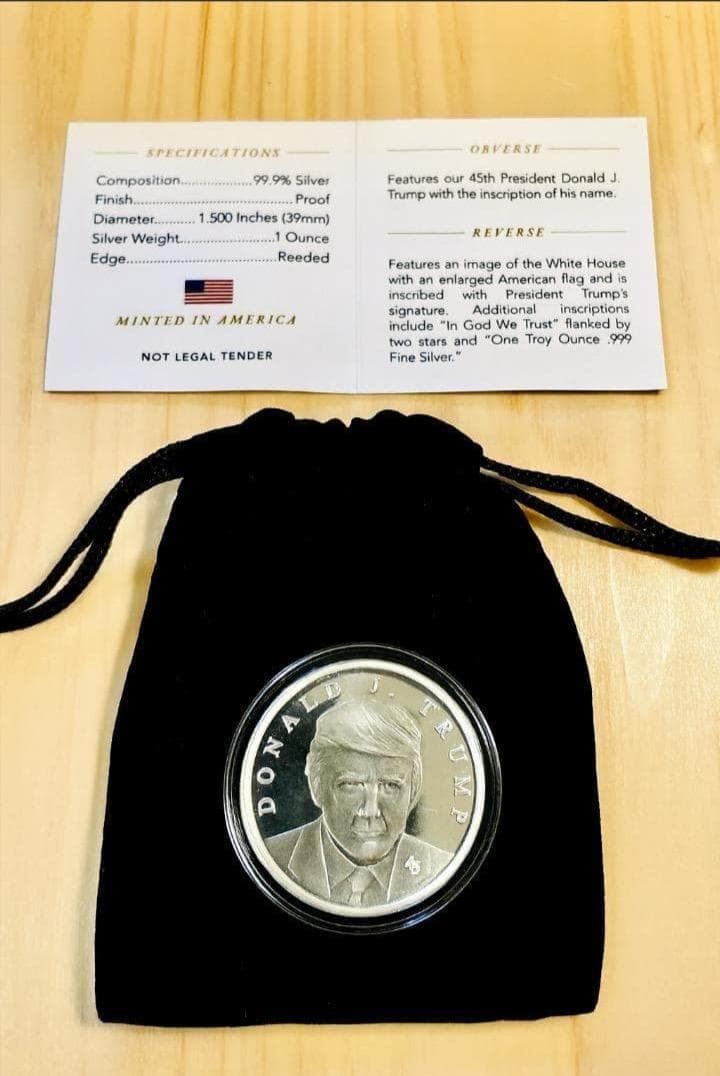 SPECIFICATIONS
Composition....................99.9% Silver
Finish............................................Proof
Diameter.......... 1.500 Inches (39mm)
Silver Weight..........................1 Ounce
Edge.........................................Reeded
MINTED IN AMERICA
NOT LEGAL TENDER
OBVERSE
Features our 45th President Donald J.
Trump with the inscription of his name.
REVERSE
Features an image of the White House
with an enlarged American flag and is
inscribed with President Trump's
signature. Additional inscriptions
include "In God We Trust" flanked by
two stars and "One Troy Ounce .999
Fine Silver."
DONALD J. TRUMP
45